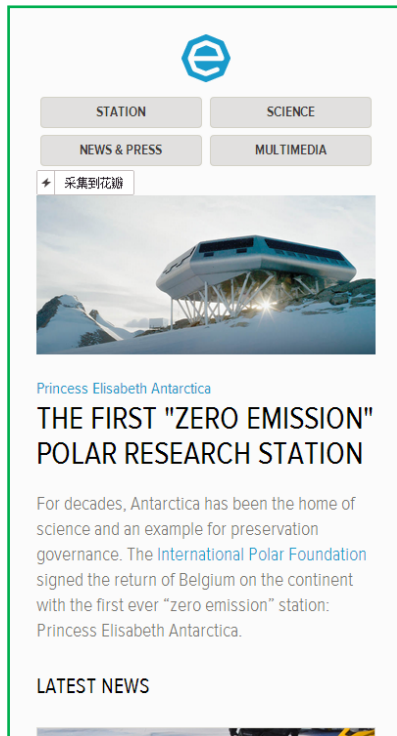 STATION
SCIENCE
NEWS & PRESS
MULTIMEDIA
采集到花瓣
Princess Elisabeth Antarctica
THE FIRST "ZERO EMISSION"
POLAR RESEARCH STATION
For decades, Antarctica has been the home of
science and an example for preservation
governance. The International Polar Foundation
signed the return of Belgium on the continent
with the first ever “zero emission” station:
Princess Elisabeth Antarctica.
LATEST NEWS